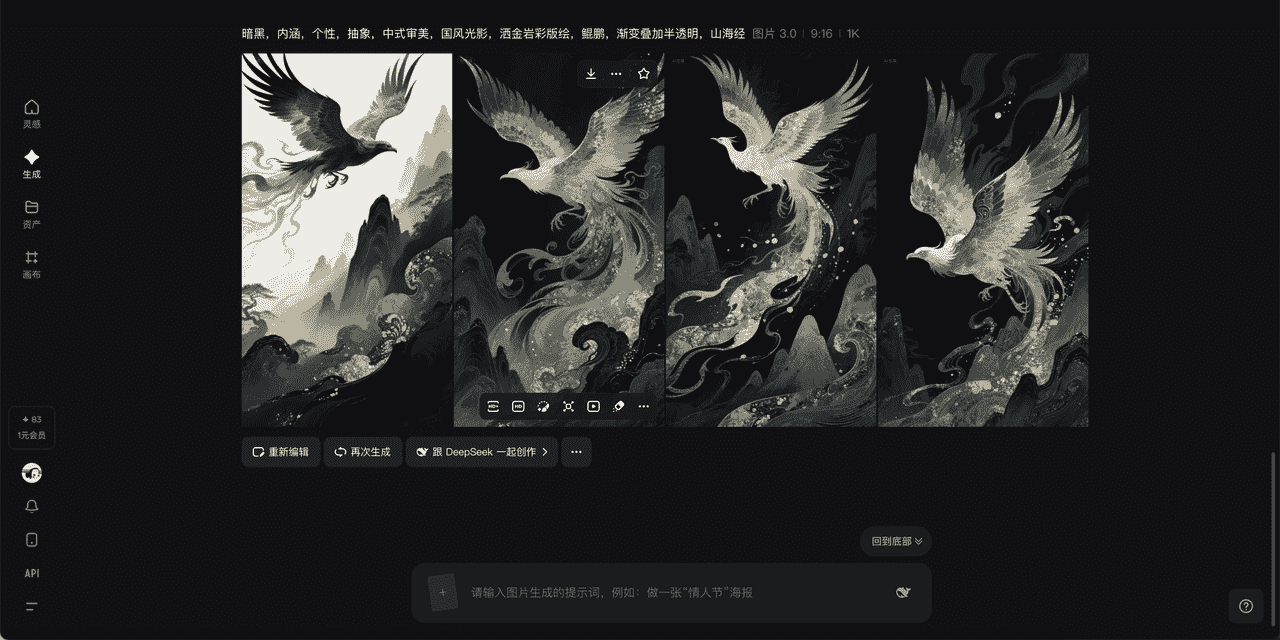 暗黑，内涵，个性，抽象，中式审美，国风光影，洒金岩彩版绘，鲲鹏，渐变叠加半透明，山海经 图片 3.0 | 9:16 | 1K
灵感
生成
资产
画布
HD+ HD
重新编辑 再次生成 跟 DeepSeek 一起创作
83
1元会员
API
回到底部
请输入图片生成的提示词，例如：做一张“情人节”海报